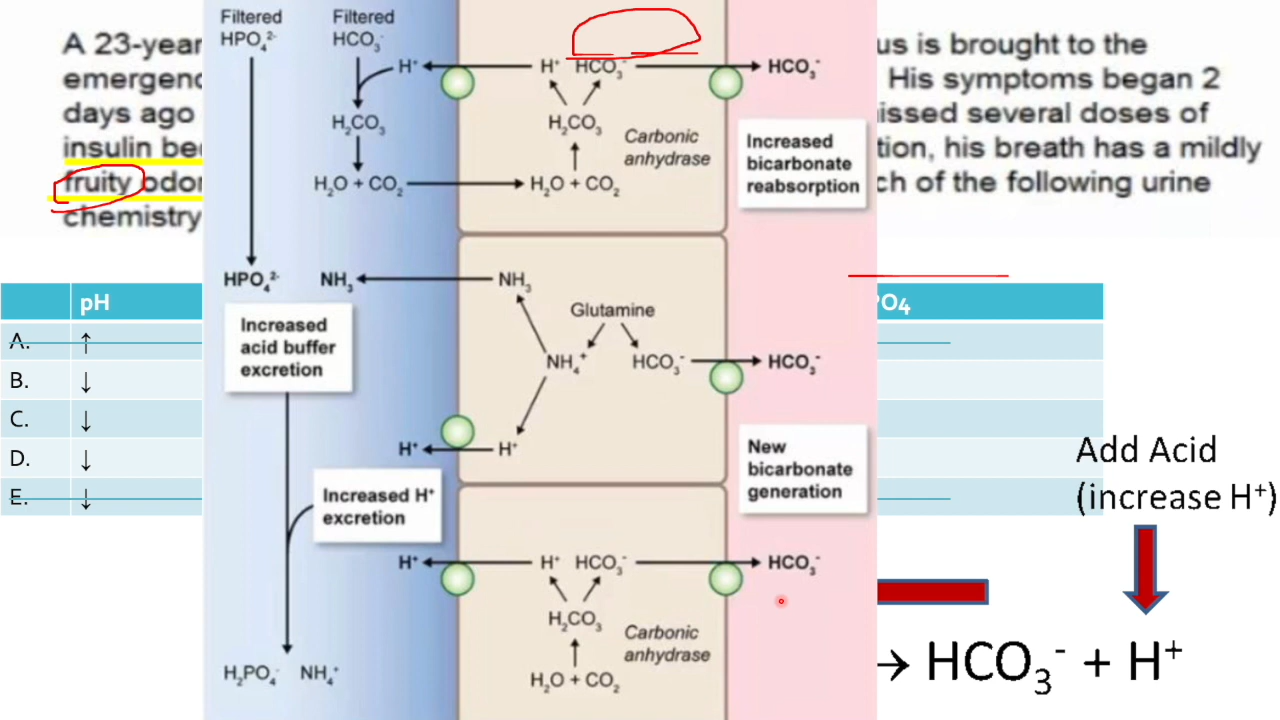 A 23-year
us is brought to the
emergenc
His symptoms began 2
days ago
issed several doses of
insulin be
tion, his breath has a mildly
fruity odor
ch of the following urine
chemistry
pH
PO4
A. ↑
B. ↓
C. ↓
D. ↓
E. ↓
Filtered
HPO₄²⁻
Filtered
HCO₃⁻
H⁺
H⁺ HCO₃⁻
HCO₃⁻
H₂CO₃
H₂CO₃
Carbonic
anhydrase
H₂O + CO₂
H₂O + CO₂
Increased
bicarbonate
reabsorption
HPO₄²⁻
NH₃
NH₃
Glutamine
Increased
acid buffer
excretion
NH₄⁺
HCO₃⁻
HCO₃⁻
H⁺
H⁺
New
bicarbonate
generation
Increased H⁺
excretion
H⁺
H⁺ HCO₃⁻
HCO₃⁻
H₂CO₃
Carbonic
anhydrase
H₂O + CO₂
H₂PO₄⁻ NH₄⁺
Add Acid
(increase H⁺)
→ HCO₃⁻ + H⁺